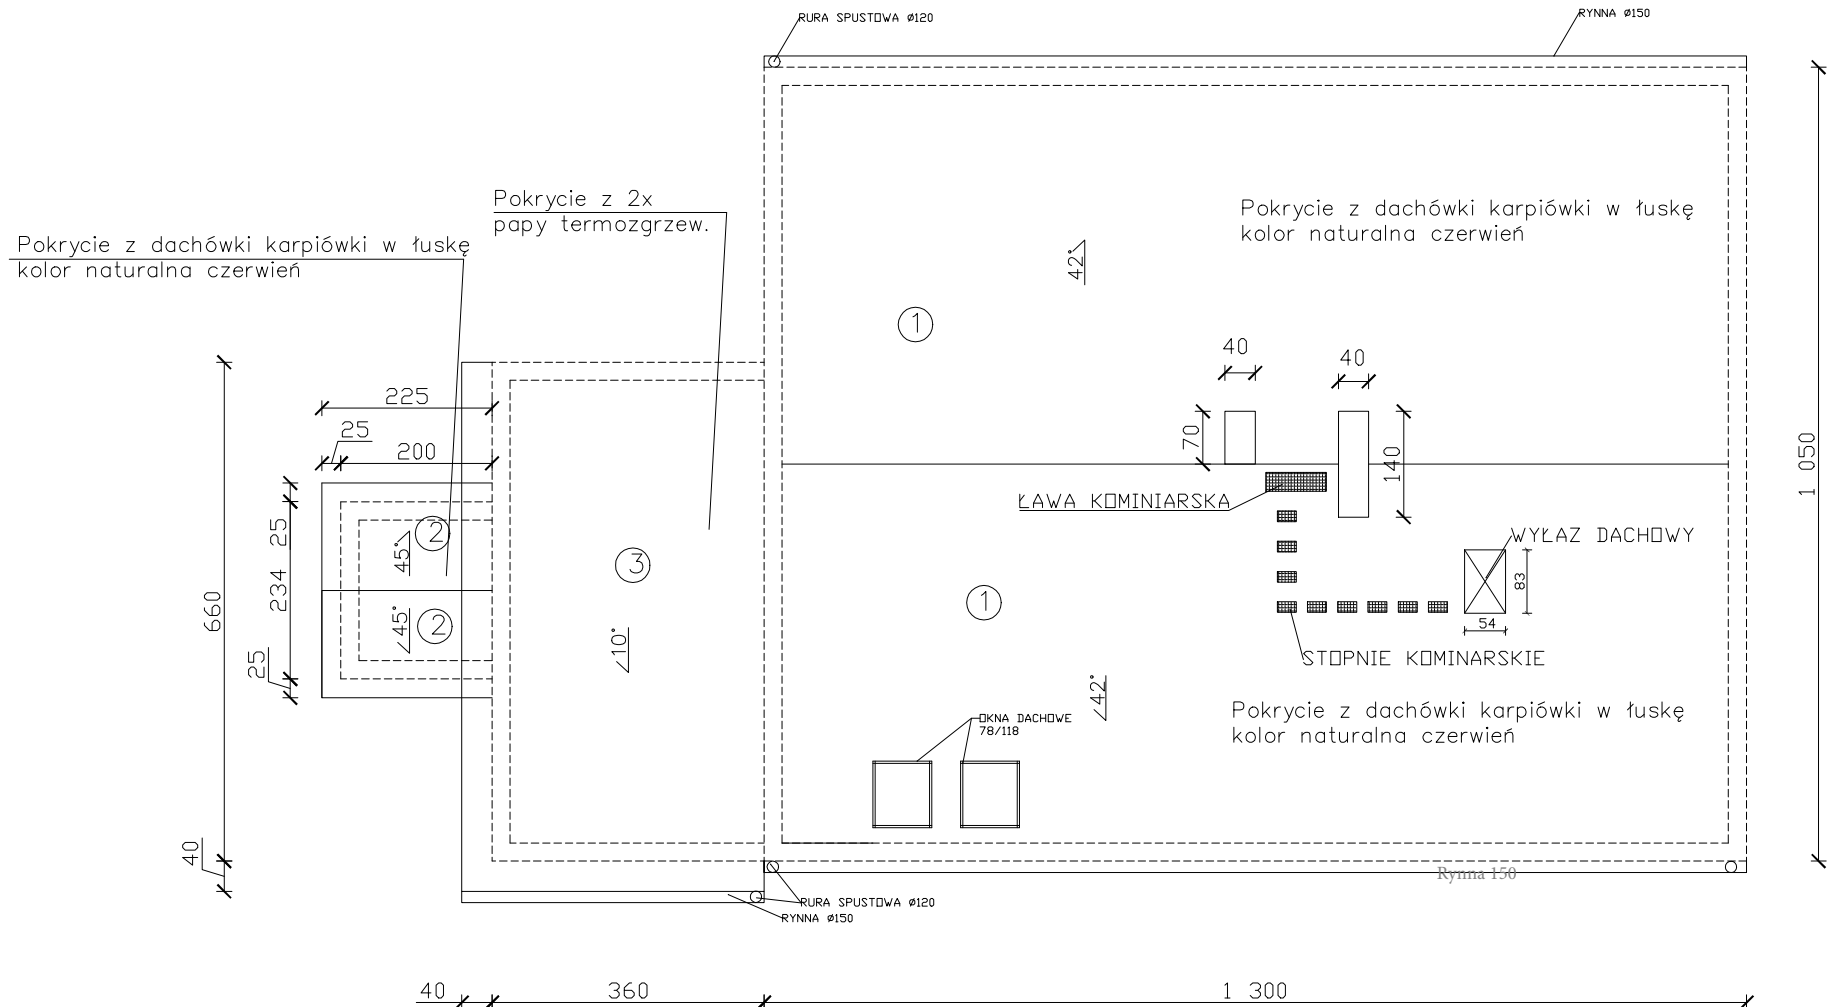 RURA SPUSTOWA ø120
RYNNA ø150
Pokrycie z 2x
papy termozgrzew.
Pokrycie z dachówki karpiówki w łuskę
kolor naturalna czerwień
Pokrycie z dachówki karpiówki w łuskę
kolor naturalna czerwień
42°
1
40
40
225
25
200
70
140
1 050
ŁAWA KOMINIARSKA
25
2
45°
3
WYŁAZ DACHOWY
83
54
234
660
45°
2
10°
1
STOPNIE KOMINARSKIE
25
42°
Pokrycie z dachówki karpiówki w łuskę
kolor naturalna czerwień
OKNA DACHOWE
78/118
40
Rynna 150
RURA SPUSTOWA ø120
RYNNA ø150
40
360
1 300